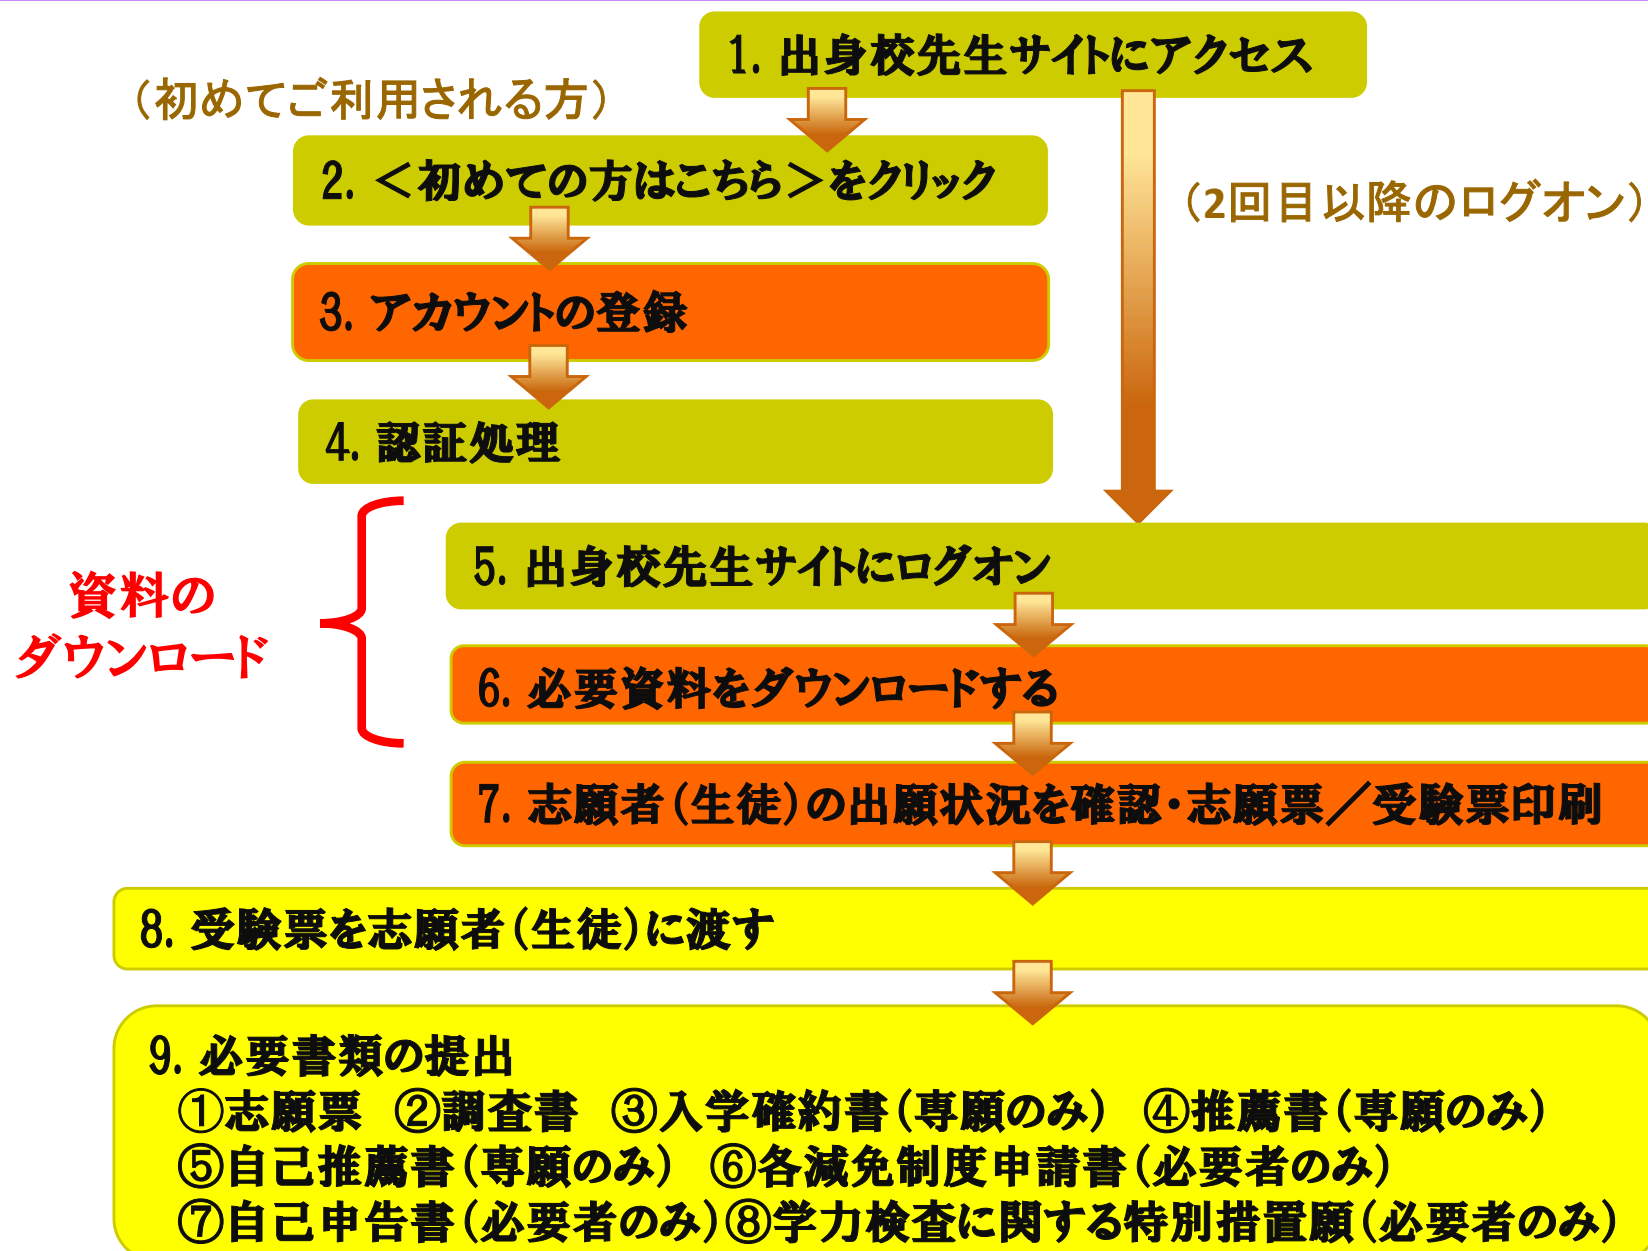 1. 出身校先生サイトにアクセス
（初めてご利用される方）
2. ＜初めての方はこちら＞をクリック
（2回目以降のログオン）
3. アカウントの登録
4. 認証処理
5. 出身校先生サイトにログオン
資料の
ダウンロード
6. 必要資料をダウンロードする
7. 志願者(生徒)の出願状況を確認・志願票／受験票印刷
8. 受験票を志願者(生徒)に渡す
9. 必要書類の提出
①志願票 ②調査書 ③入学確約書(専願のみ) ④推薦書(専願のみ)
⑤自己推薦書(専願のみ) ⑥各減免制度申請書(必要者のみ)
⑦自己申告書(必要者のみ)⑧学力検査に関する特別措置願(必要者のみ)